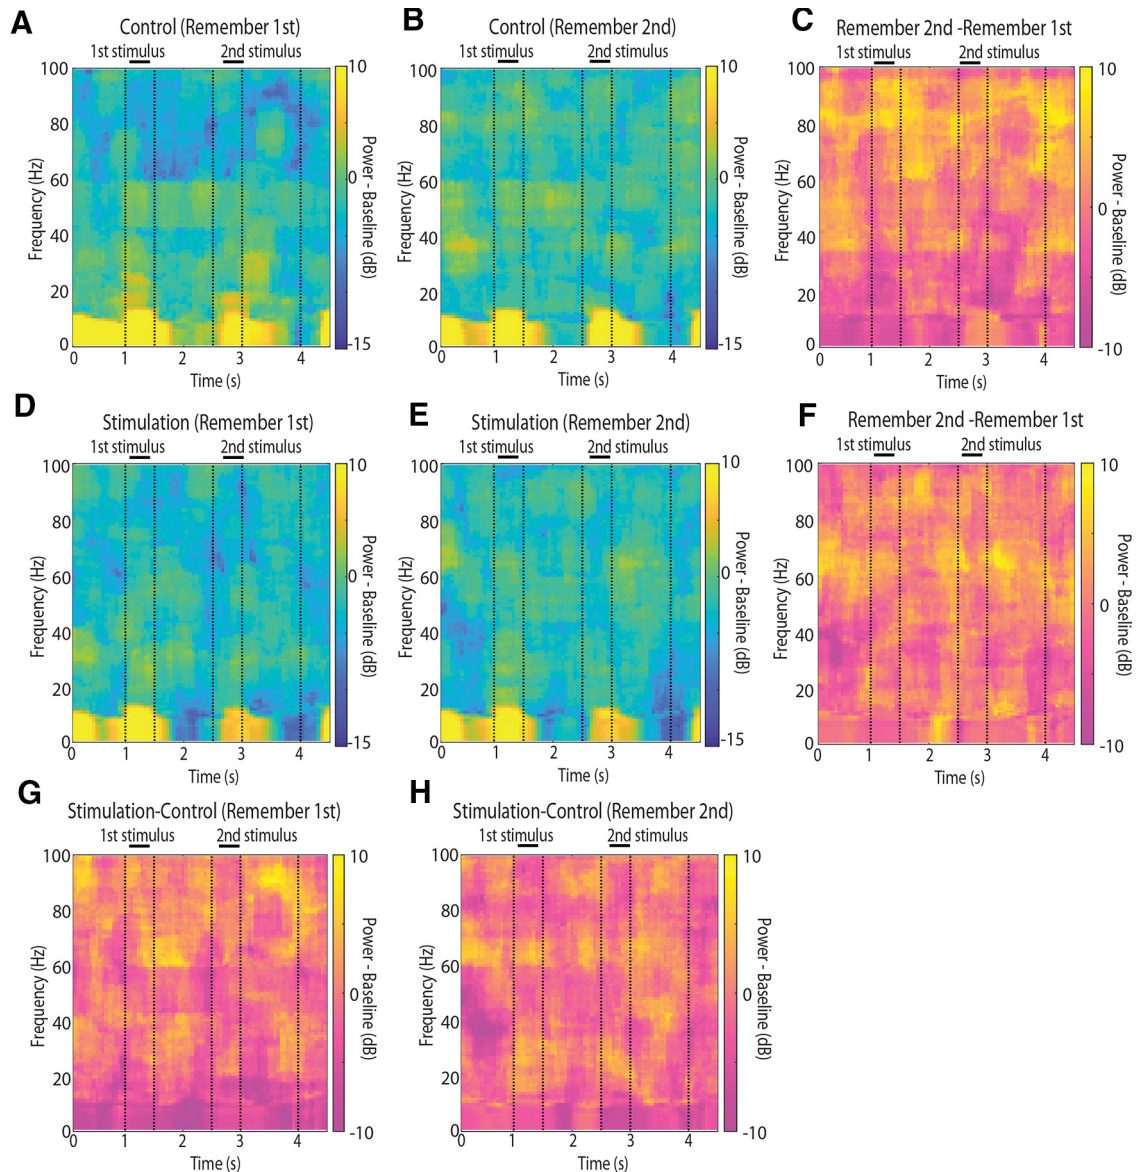 A
Control (Remember 1st)
1st stimulus 2nd stimulus
100
80
60
40
20
0
Frequency (Hz)
0 1 2 3 4
Time (s)
10
0
-15
Power - Baseline (dB)
B
Control (Remember 2nd)
1st stimulus 2nd stimulus
100
80
60
40
20
0
Frequency (Hz)
0 1 2 3 4
Time (s)
10
0
-15
Power - Baseline (dB)
C
Remember 2nd -Remember 1st
1st stimulus 2nd stimulus
100
80
60
40
20
0
Frequency (Hz)
0 1 2 3 4
Time (s)
10
0
-10
Power - Baseline (dB)
D
Stimulation (Remember 1st)
1st stimulus 2nd stimulus
100
80
60
40
20
0
Frequency (Hz)
0 1 2 3 4
Time (s)
10
0
-15
Power - Baseline (dB)
E
Stimulation (Remember 2nd)
1st stimulus 2nd stimulus
100
80
60
40
20
0
Frequency (Hz)
0 1 2 3 4
Time (s)
10
0
-15
Power - Baseline (dB)
F
Remember 2nd -Remember 1st
1st stimulus 2nd stimulus
100
80
60
40
20
0
Frequency (Hz)
0 1 2 3 4
Time (s)
10
0
-10
Power - Baseline (dB)
G
Stimulation-Control (Remember 1st)
1st stimulus 2nd stimulus
100
80
60
40
20
0
Frequency (Hz)
0 1 2 3 4
Time (s)
10
0
-10
Power - Baseline (dB)
H
Stimulation-Control (Remember 2nd)
1st stimulus 2nd stimulus
100
80
60
40
20
0
Frequency (Hz)
0 1 2 3 4
Time (s)
10
0
-10
Power - Baseline (dB)